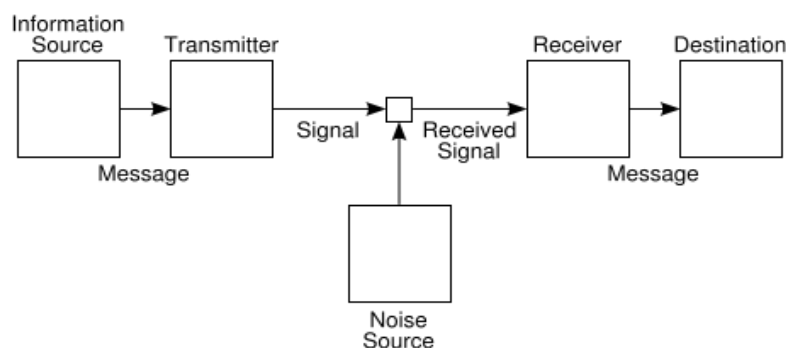 Information
Source
Transmitter
Receiver
Destination
Signal
Received
Signal
Message
Message
Noise
Source